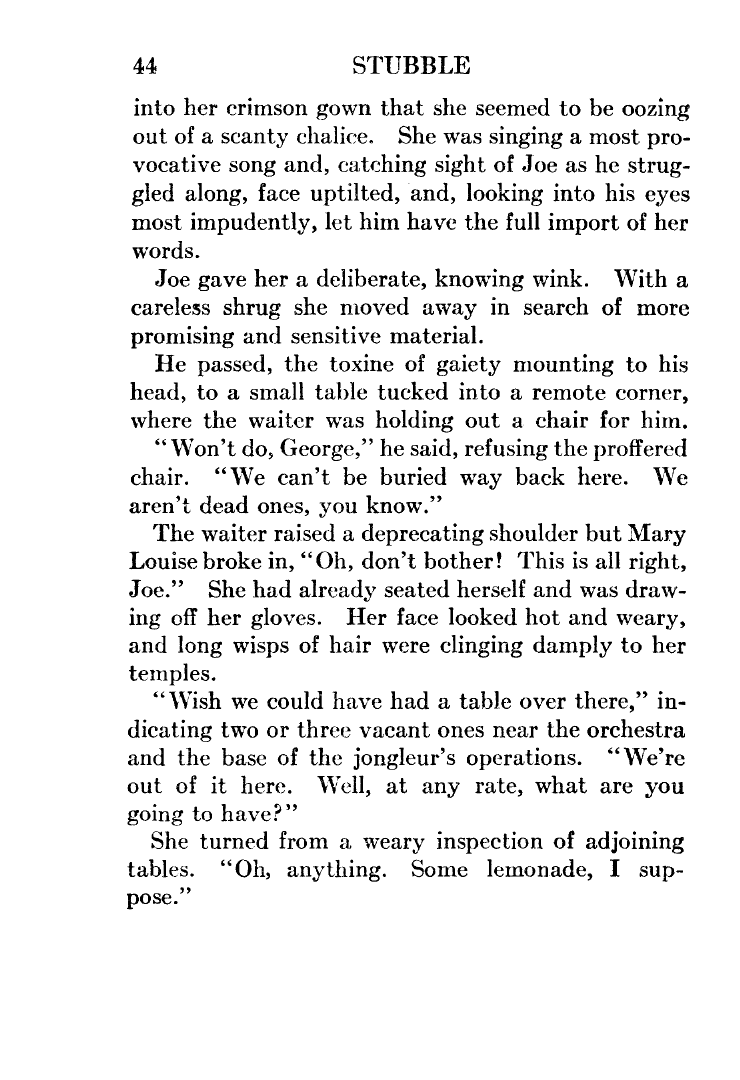 44 STUBBLE
into her crimson gown that she seemed to be oozing
out of a scanty chalice. She was singing a most pro-
vocative song and, catching sight of Joe as he strug-
gled along, face uptilted, and, looking into his eyes
most impudently, let him have the full import of her
words.
Joe gave her a deliberate, knowing wink. With a
careless shrug she moved away in search of more
promising and sensitive material.
He passed, the toxine of gaiety mounting to his
head, to a small table tucked into a remote corner,
where the waiter was holding out a chair for him.
“Won’t do, George,” he said, refusing the proffered
chair. “We can’t be buried way back here. We
aren’t dead ones, you know.”
The waiter raised a deprecating shoulder but Mary
Louise broke in, “Oh, don’t bother! This is all right,
Joe.” She had already seated herself and was draw-
ing off her gloves. Her face looked hot and weary,
and long wisps of hair were clinging damply to her
temples.
“Wish we could have had a table over there,” in-
dicating two or three vacant ones near the orchestra
and the base of the jongleur’s operations. “We’re
out of it here. Well, at any rate, what are you
going to have?”
She turned from a weary inspection of adjoining
tables. “Oh, anything. Some lemonade, I sup-
pose.”